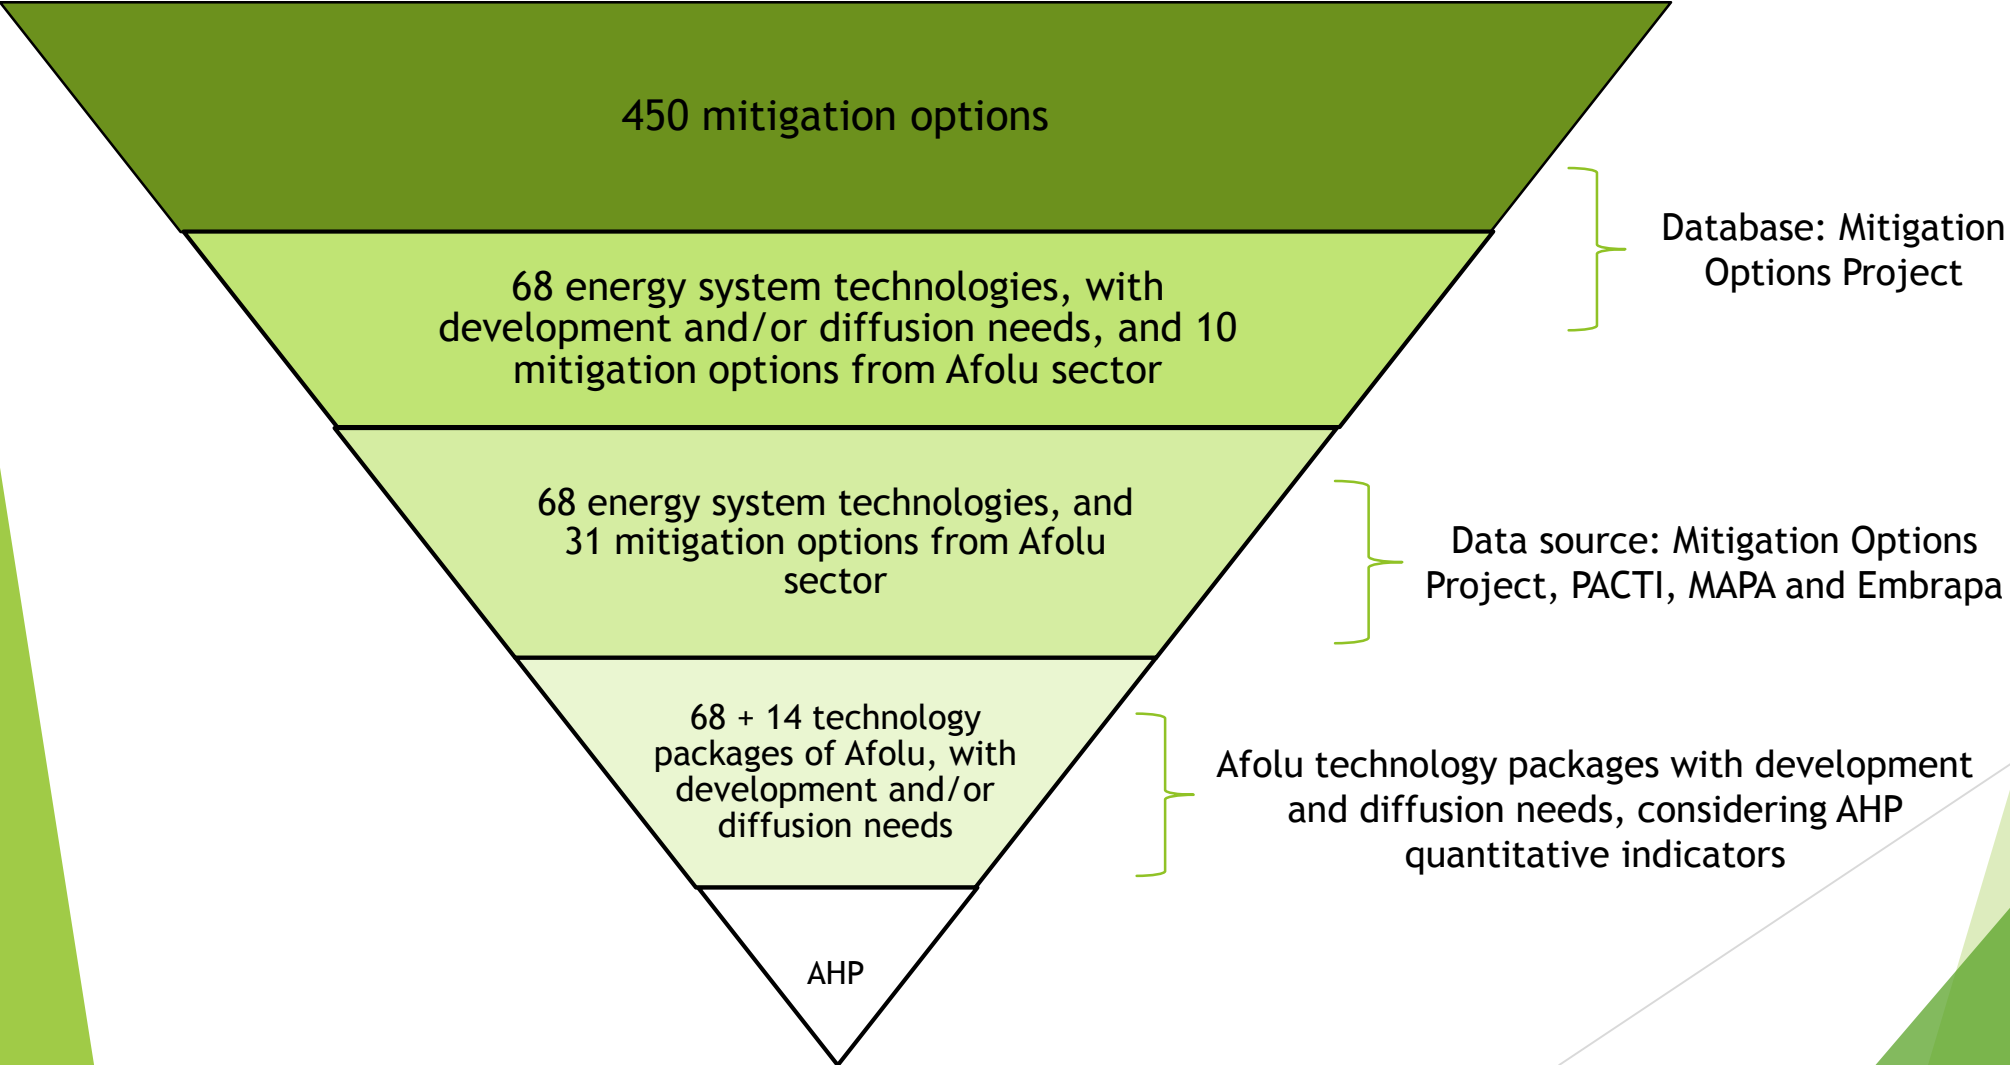 450 mitigation options
Database: Mitigation
Options Project
68 energy system technologies, with
development and/or diffusion needs, and 10
mitigation options from Afolu sector
68 energy system technologies, and
31 mitigation options from Afolu
sector
Data source: Mitigation Options
Project, PACTI, MAPA and Embrapa
68 + 14 technology
packages of Afolu, with
development and/or
diffusion needs
Afolu technology packages with development
and diffusion needs, considering AHP
quantitative indicators
AHP